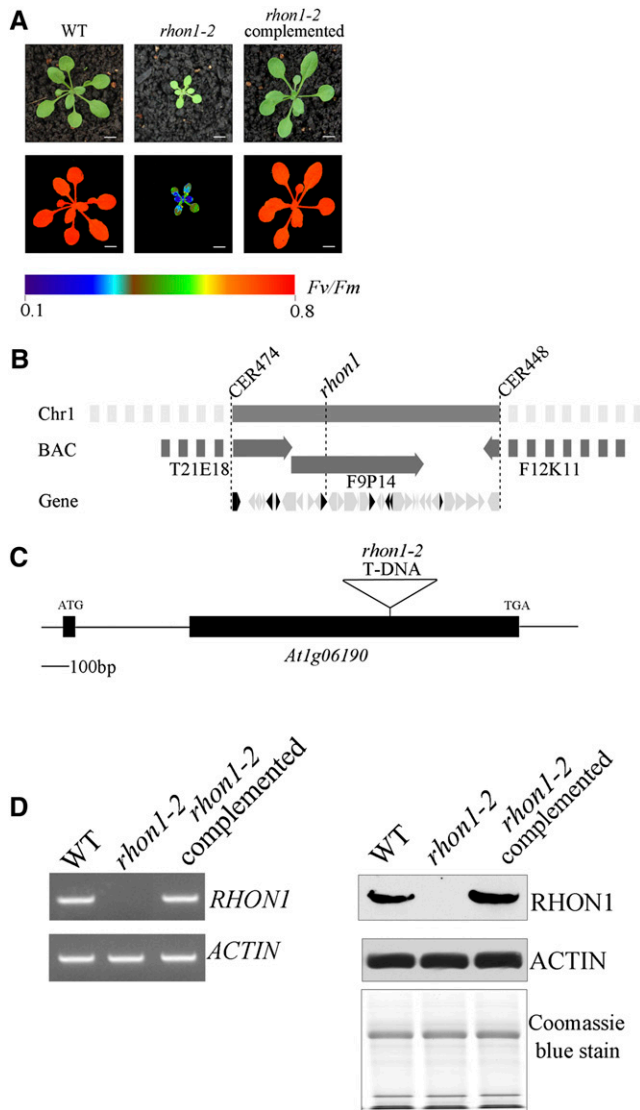 A
WT
rhon1-2
rhon1-2
complemented
Fv/Fm
0.1
0.8
B
CER474
rhon1
CER448
Chr1
BAC
T21E18
F9P14
F12K11
Gene
C
rhon1-2
T-DNA
ATG
TGA
100bp
At1g06190
D
WT
rhon1-2
rhon1-2
complemented
RHON1
ACTIN
WT
rhon1-2
rhon1-2
complemented
RHON1
ACTIN
Coomassie
blue stain